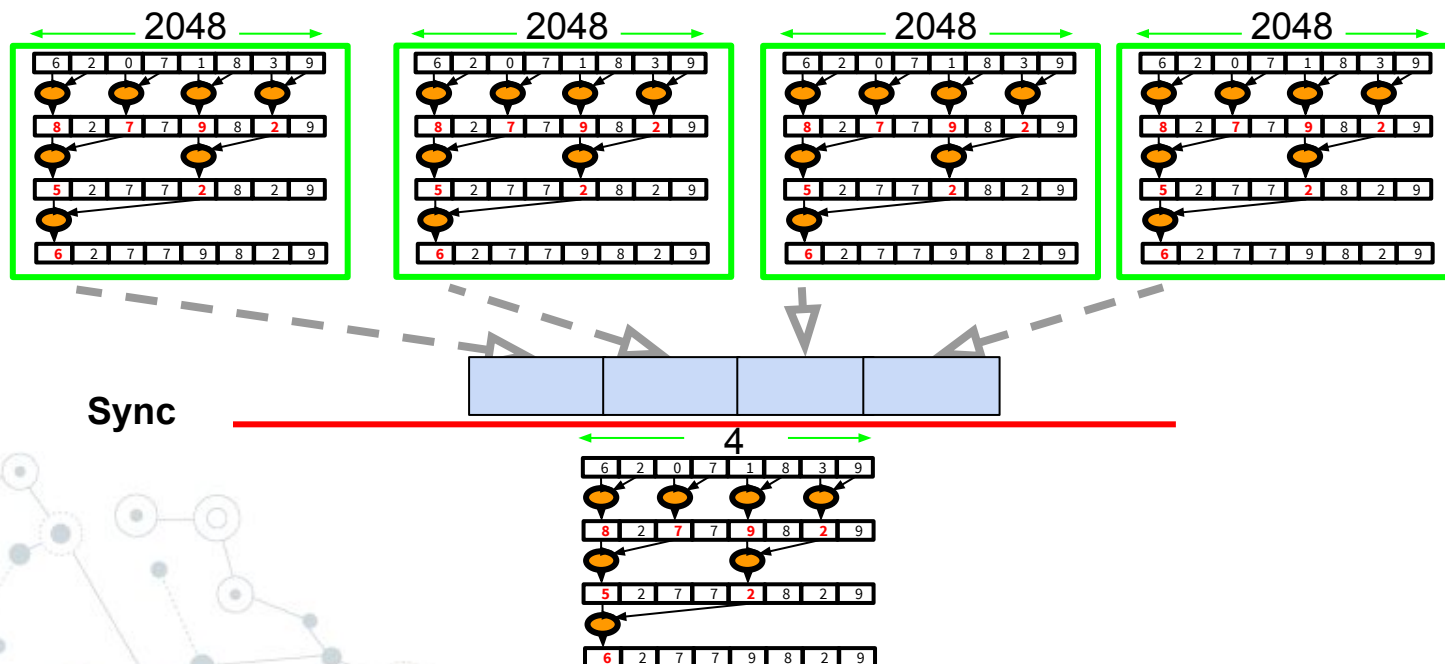 2048 2048 2048 2048
6 2 0 7 1 8 3 9 6 2 0 7 1 8 3 9 6 2 0 7 1 8 3 9 6 2 0 7 1 8 3 9
8 2 7 7 9 8 2 9 8 2 7 7 9 8 2 9 8 2 7 7 9 8 2 9 8 2 7 7 9 8 2 9
5 2 7 7 2 8 2 9 5 2 7 7 2 8 2 9 5 2 7 7 2 8 2 9 5 2 7 7 2 8 2 9
6 2 7 7 9 8 2 9 6 2 7 7 9 8 2 9 6 2 7 7 9 8 2 9 6 2 7 7 9 8 2 9
Sync
4
6 2 0 7 1 8 3 9
8 2 7 7 9 8 2 9
5 2 7 7 2 8 2 9
6 2 7 7 9 8 2 9